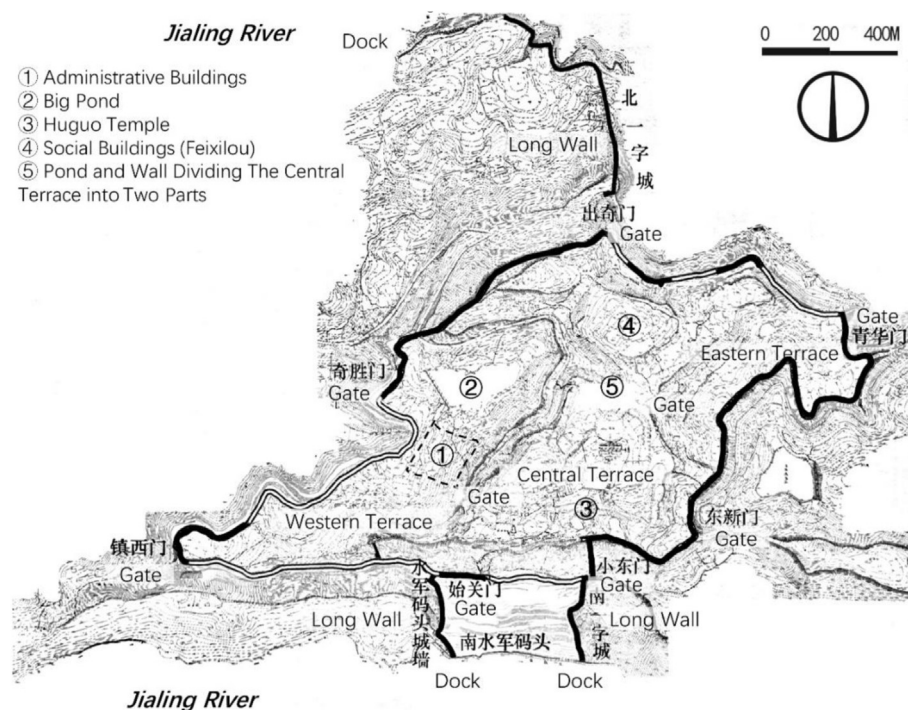 Jialing River
Dock
0 200 400M
① Administrative Buildings
② Big Pond
③ Huguo Temple
④ Social Buildings (Feixilou)
⑤ Pond and Wall Dividing The Central
Terrace into Two Parts
北一字城
Long Wall
出奇门
Gate
④
Gate
青华门
Eastern Terrace
奇胜门
Gate
②
⑤
Gate
①
Central Terrace
Gate
③
Western Terrace
东新门
Gate
镇西门
Gate
小东门
Gate
始关门
Gate
水军码头城墙
Long Wall
南水军码头
字城
Long Wall
Dock
Dock
Jialing River